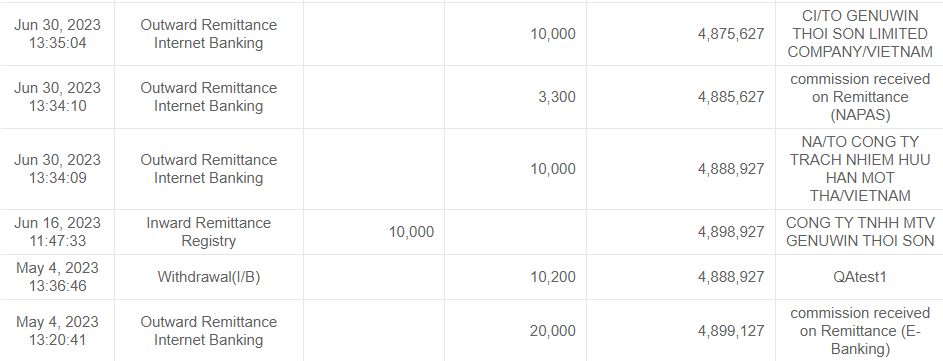 Jun 30, 2023
13:35:04
Outward Remittance
Internet Banking
10,000
4,875,627
CI/TO GENUWIN
THOI SON LIMITED
COMPANY/VIETNAM
Jun 30, 2023
13:34:10
Outward Remittance
Internet Banking
3,300
4,885,627
commission received
on Remittance
(NAPAS)
Jun 30, 2023
13:34:09
Outward Remittance
Internet Banking
10,000
4,888,927
NA/TO CONG TY
TRACH NHIEM HUU
HAN MOT
THA/VIETNAM
Jun 16, 2023
11:47:33
Inward Remittance
Registry
10,000
4,898,927
CONG TY TNHH MTV
GENUWIN THOI SON
May 4, 2023
13:36:46
Withdrawal(I/B)
10,200
4,888,927
QAtest1
May 4, 2023
13:20:41
Outward Remittance
Internet Banking
20,000
4,899,127
commission received
on Remittance (E-
Banking)